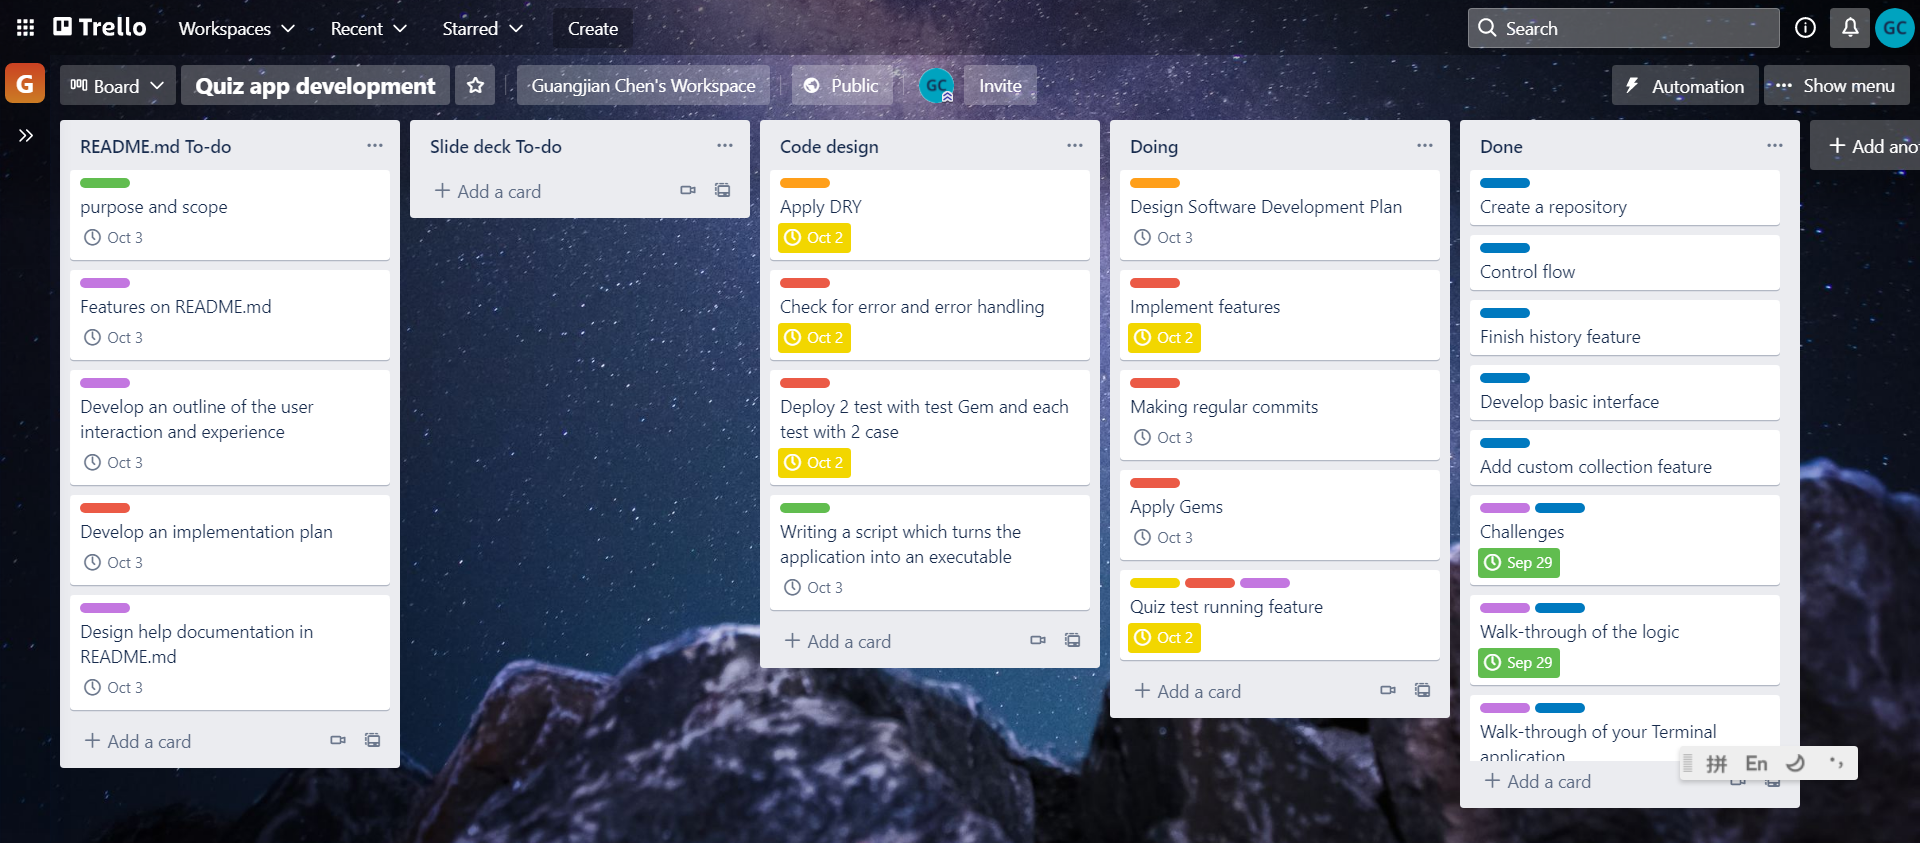 Trello
Workspaces
Recent
Starred
Create
Search
GC
G
Board
Quiz app development
Guangjian Chen's Workspace
Public
GC
Invite
Automation
Show menu
README.md To-do
purpose and scope
Oct 3
Features on README.md
Oct 3
Develop an outline of the user
interaction and experience
Oct 3
Develop an implementation plan
Oct 3
Design help documentation in
README.md
Oct 3
Add a card
Slide deck To-do
Add a card
Code design
Apply DRY
Oct 2
Check for error and error handling
Oct 2
Deploy 2 test with test Gem and each
test with 2 case
Oct 2
Writing a script which turns the
application into an executable
Oct 3
Add a card
Doing
Design Software Development Plan
Oct 3
Implement features
Oct 2
Making regular commits
Oct 3
Apply Gems
Oct 3
Quiz test running feature
Oct 2
Add a card
Done
Create a repository
Control flow
Finish history feature
Develop basic interface
Add custom collection feature
Challenges
Sep 29
Walk-through of the logic
Sep 29
Walk-through of your Terminal
application
Add a card
Add ano
拼 En